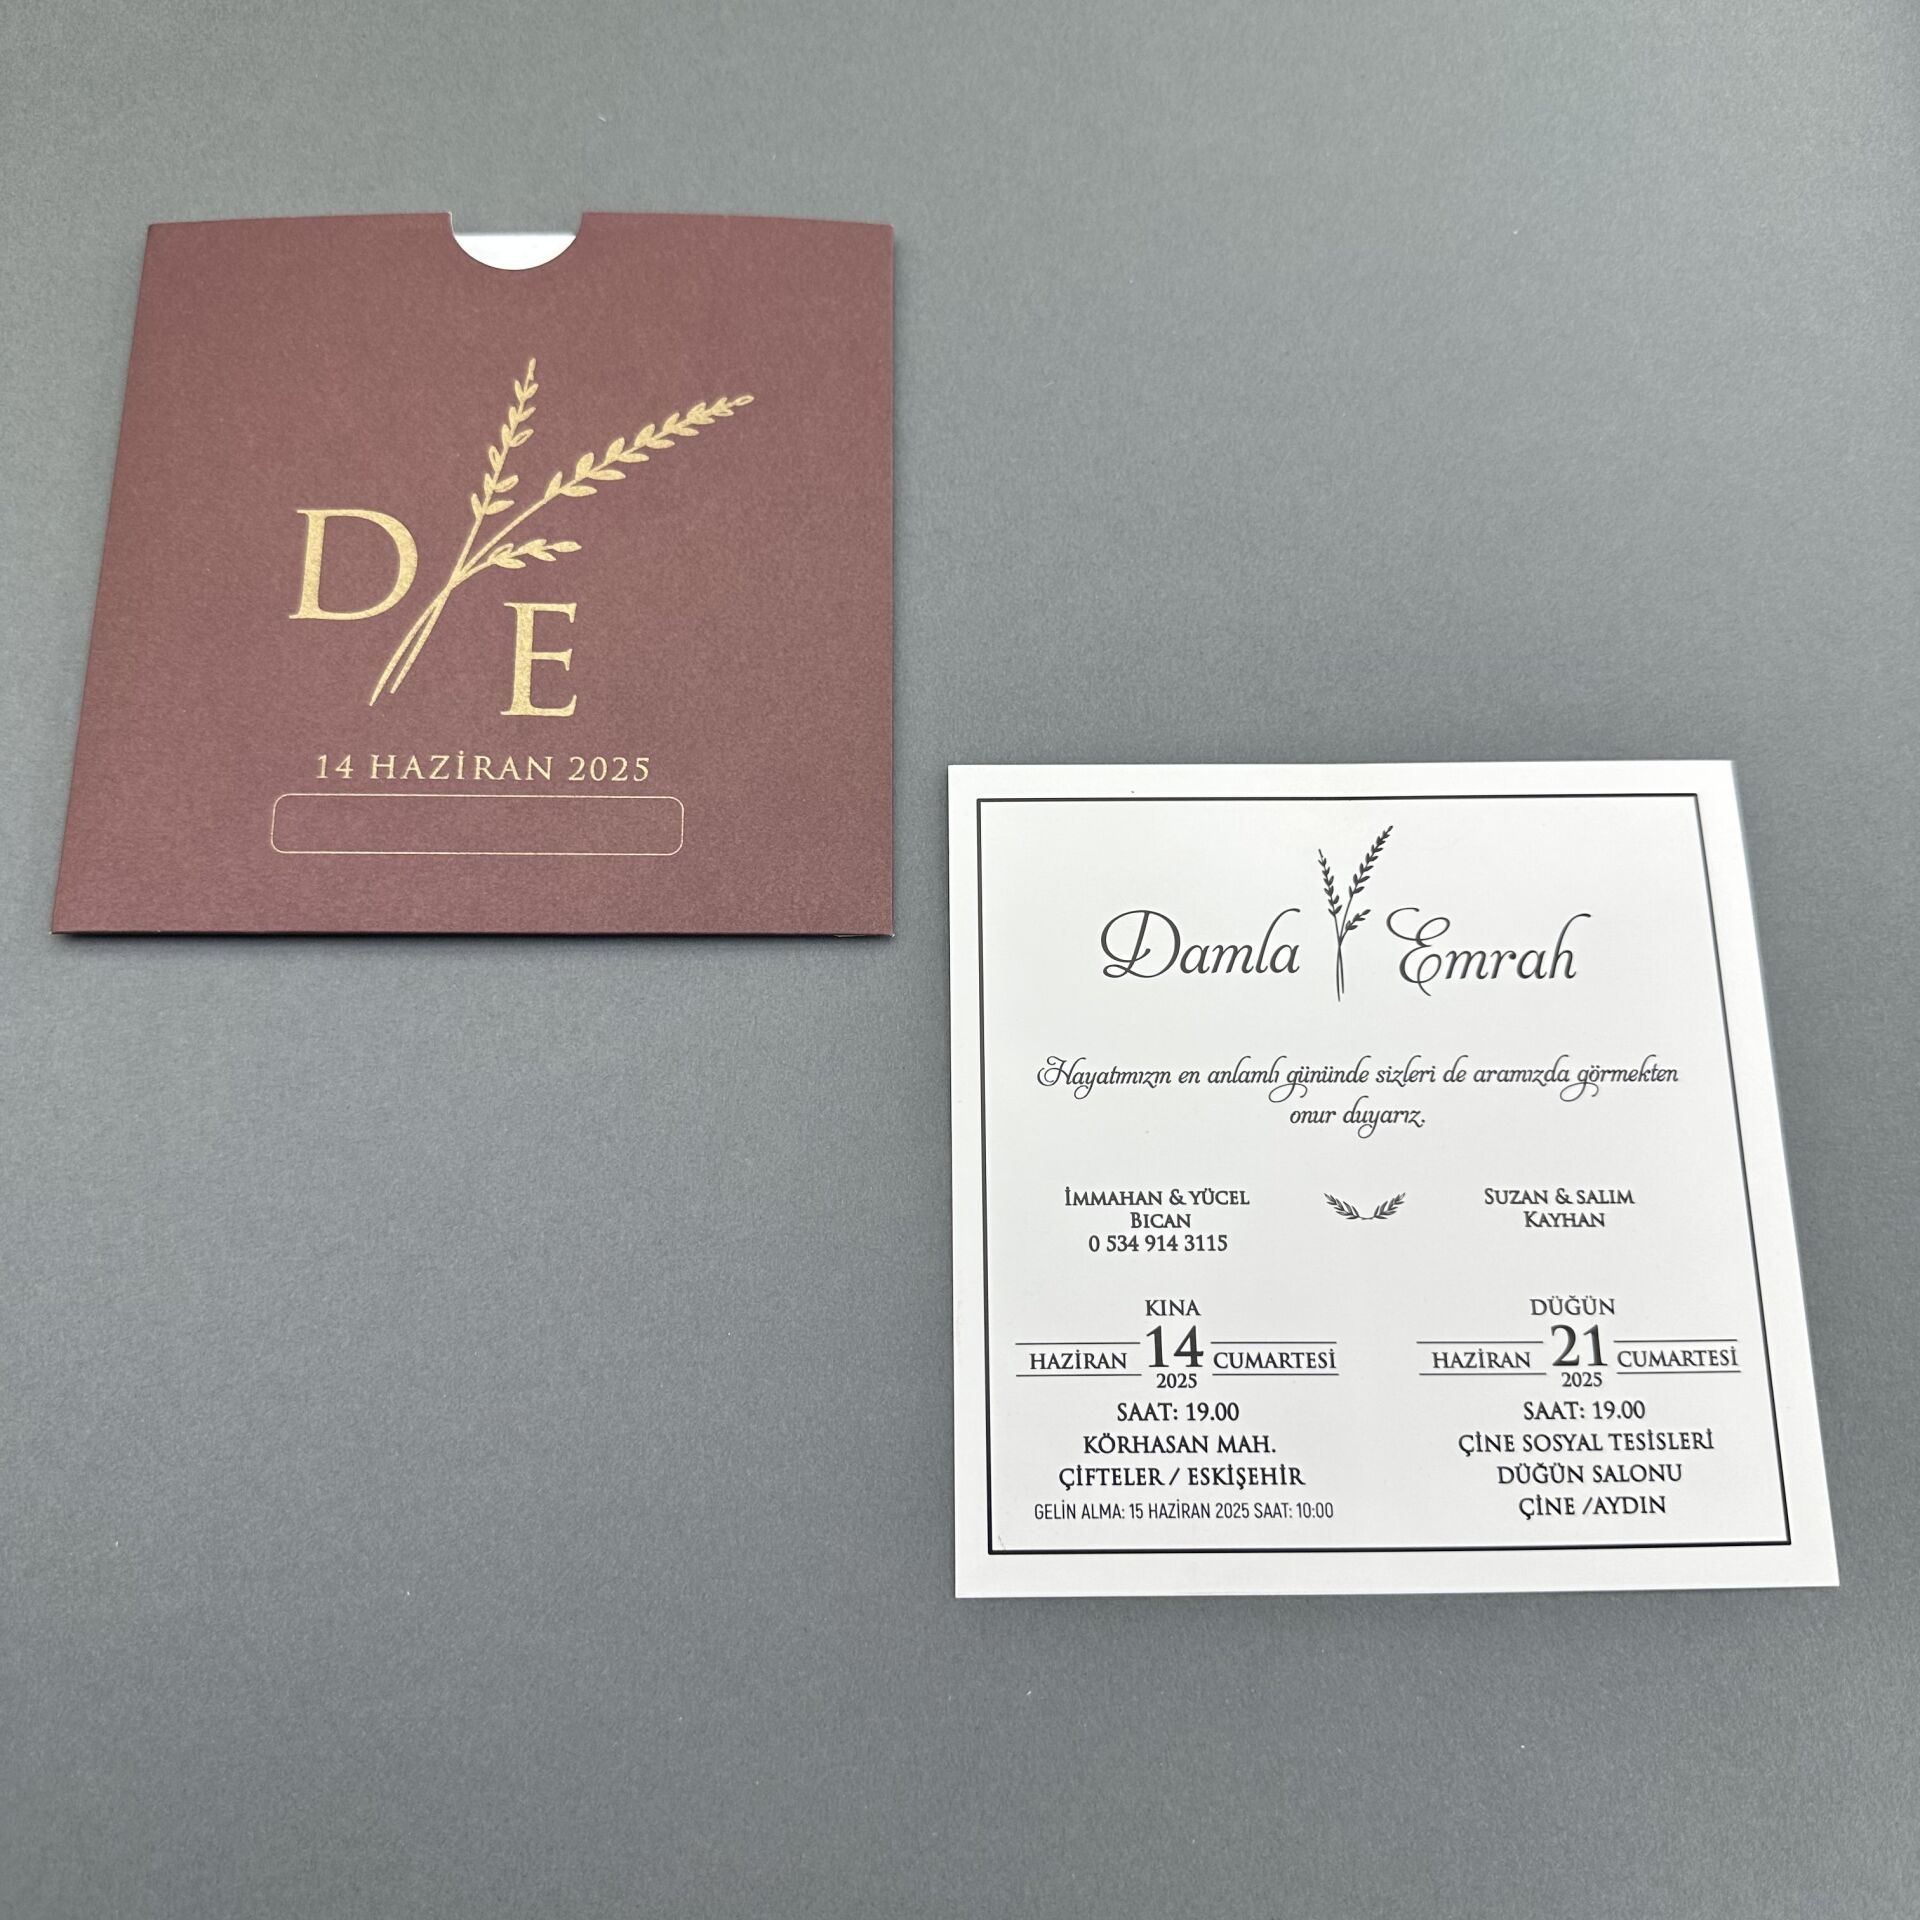 D
E
14 HAZİRAN 2025
Damla Emrah
Hayatımızın en anlamlı gününde sizleri de aramızda görmekten
onur duyarız.
İMMAHAN & YÜCEL
BICAN
0 534 914 3115
SUZAN & SALIM
KAYHAN
KINA
HAZİRAN 14 CUMARTESİ
2025
SAAT: 19.00
KÖRHASAN MAH.
ÇİFTELER / ESKİŞEHİR
GELİN ALMA: 15 HAZİRAN 2025 SAAT: 10:00
DÜĞÜN
HAZİRAN 21 CUMARTESİ
2025
SAAT: 19.00
ÇİNE SOSYAL TESİSLERİ
DÜĞÜN SALONU
ÇİNE /AYDIN